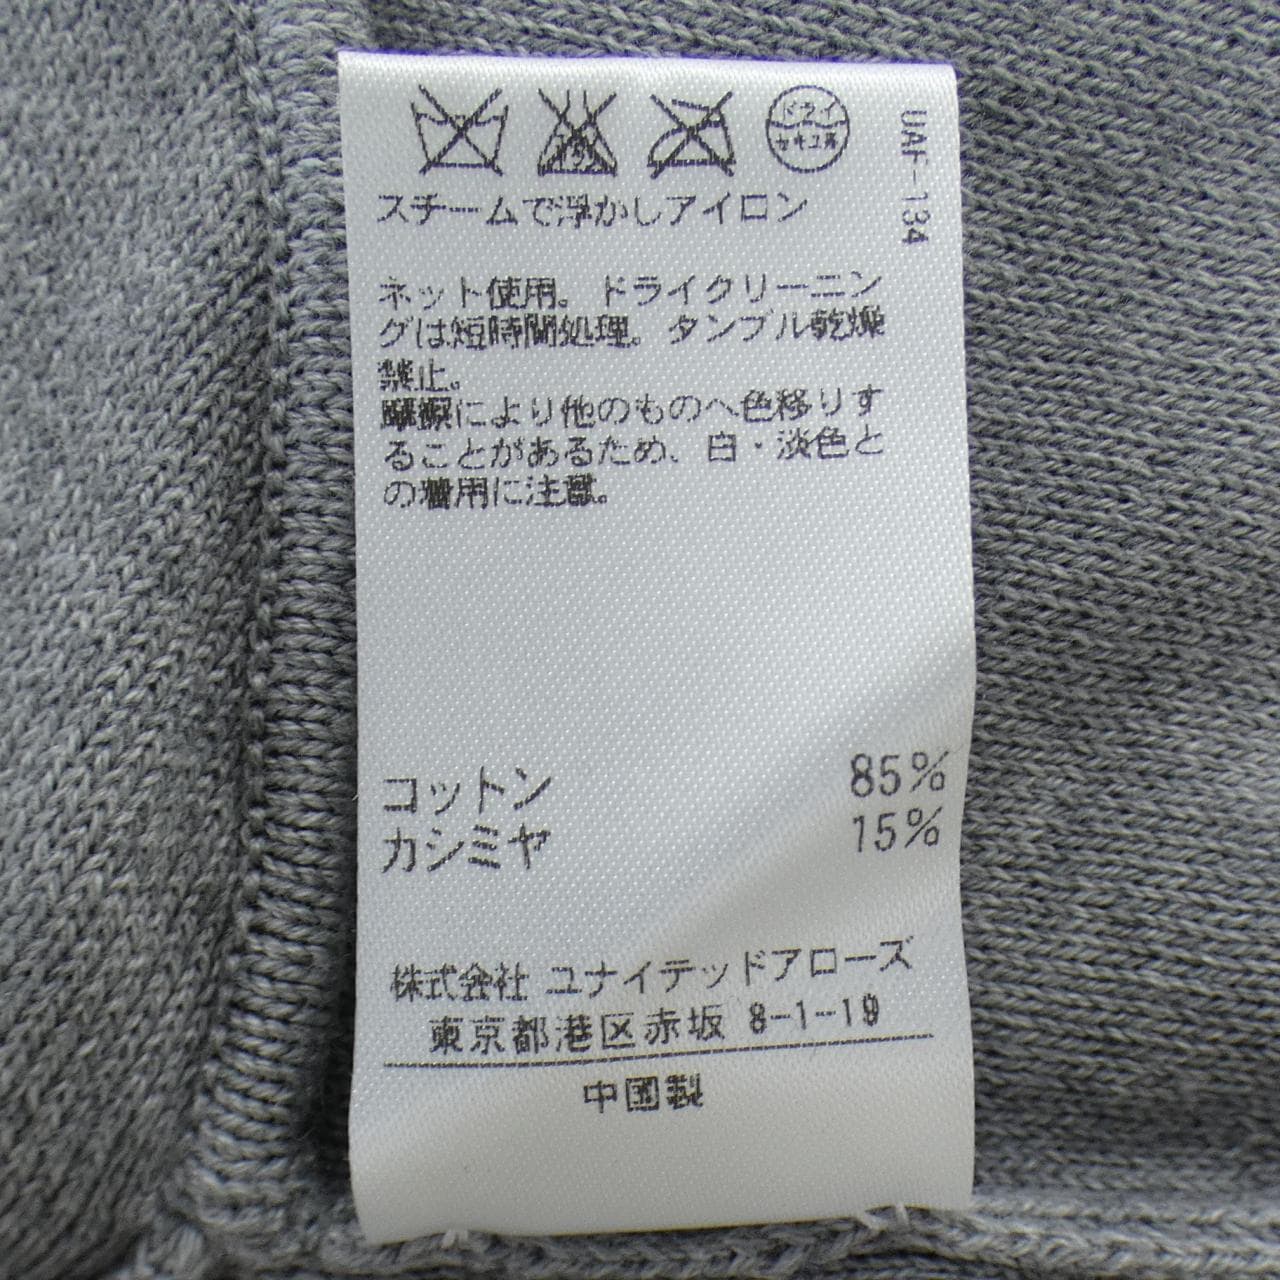 ドライ
セキユ系
UAF-134
スチームで浮かしアイロン
ネット使用。ドライクリーニン
グは短時間処理。タンブル乾燥
禁止。
摩擦により他のものへ色移りす
ることがあるため、白・淡色と
の着用に注意。
コットン 85%
カシミヤ 15%
株式会社 ユナイテッドアローズ
東京都港区赤坂 8-1-19
中国製